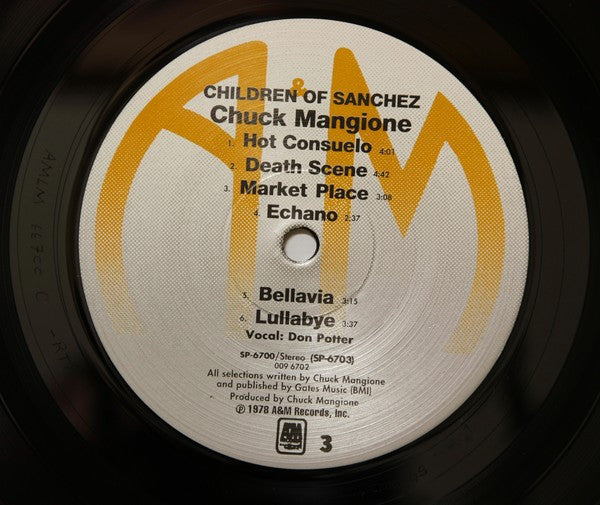 &
CHILDREN OF SANCHEZ
Chuck Mangione
1. Hot Consuelo 4:01
2. Death Scene 4:42
3. Market Place 3:08
4. Echano 2:37
5. Bellavia 3:15
6. Lullabye 3:37
Vocal: Don Potter
SP-6700/Stereo (SP-6703)
009 6702
All selections written by Chuck Mangione
and published by Gates Music (BMI)
Produced by Chuck Mangione
℗ 1978 A&M Records, Inc.
A&M
3